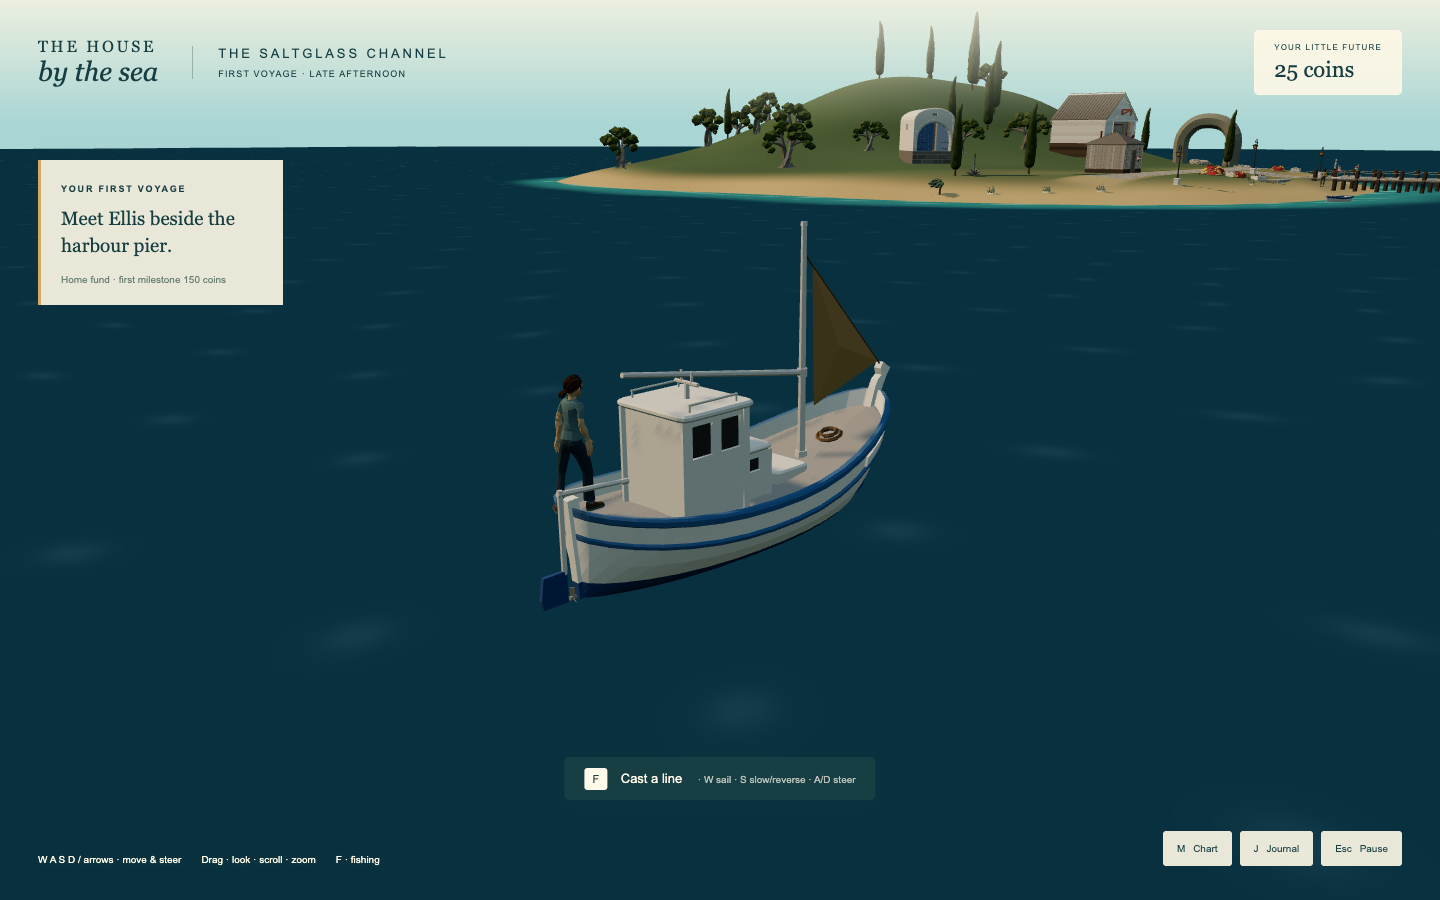 THE HOUSE
by the sea
THE SALTGLASS CHANNEL
FIRST VOYAGE · LATE AFTERNOON
YOUR LITTLE FUTURE
25 coins
YOUR FIRST VOYAGE
Meet Ellis beside the
harbour pier.
Home fund · first milestone 150 coins
F Cast a line · W sail · S slow/reverse · A/D steer
W A S D / arrows · move & steer Drag · look · scroll · zoom F · fishing
M Chart J Journal Esc Pause